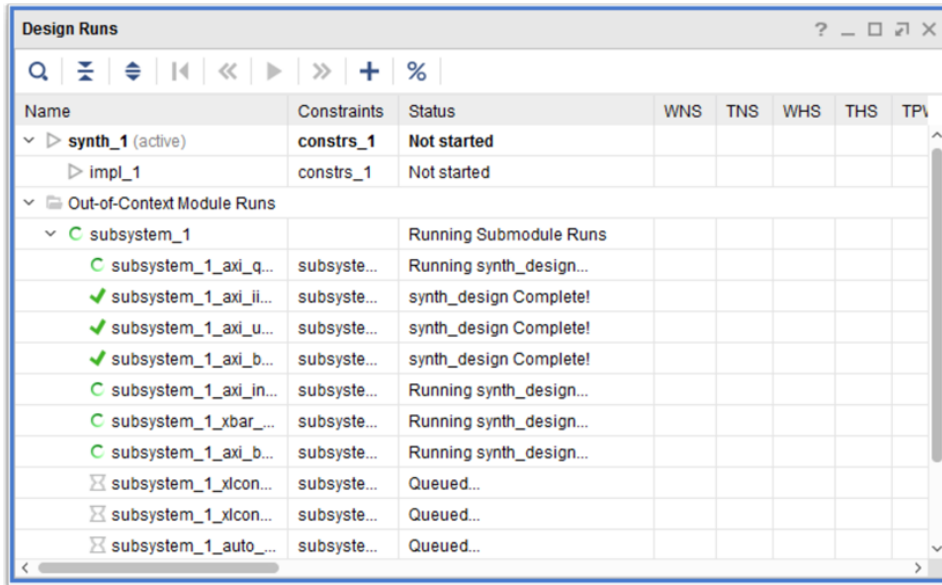 Design Runs
?
%
Name Constraints Status WNS TNS WHS THS TPW
synth_1 (active) constrs_1 Not started
impl_1 constrs_1 Not started
Out-of-Context Module Runs
subsystem_1 Running Submodule Runs
subsystem_1_axi_q... subsyste... Running synth_design...
subsystem_1_axi_ii... subsyste... synth_design Complete!
subsystem_1_axi_u... subsyste... synth_design Complete!
subsystem_1_axi_b... subsyste... synth_design Complete!
subsystem_1_axi_in... subsyste... Running synth_design...
subsystem_1_xbar_... subsyste... Running synth_design...
subsystem_1_axi_b... subsyste... Running synth_design...
subsystem_1_xlcon... subsyste... Queued...
subsystem_1_xlcon... subsyste... Queued...
subsystem_1_auto_... subsyste... Queued...